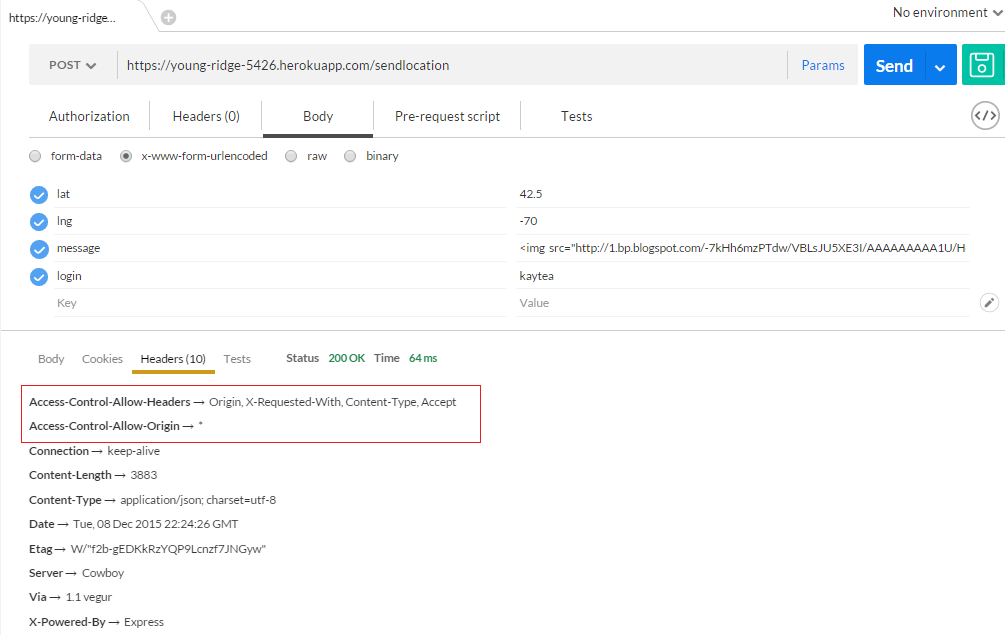 https://young-ridge...
No environment
POST https://young-ridge-5426.herokuapp.com/sendlocation Params Send
Authorization Headers (0) Body Pre-request script Tests
form-data x-www-form-urlencoded raw binary
lat 42.5
lng -70
message <img src="http://1.bp.blogspot.com/-7kHh6mzPTdw/VBLsJU5XE3I/AAAAAAAAA1U/H
login kaytea
Key Value
Body Cookies Headers (10) Tests Status 200 OK Time 64 ms
Access-Control-Allow-Headers → Origin, X-Requested-With, Content-Type, Accept
Access-Control-Allow-Origin → *
Connection → keep-alive
Content-Length → 3883
Content-Type → application/json; charset=utf-8
Date → Tue, 08 Dec 2015 22:24:26 GMT
Etag → W/"f2b-gEDKkRzYQP9Lcnzf7JNGyw"
Server → Cowboy
Via → 1.1 vegur
X-Powered-By → Express